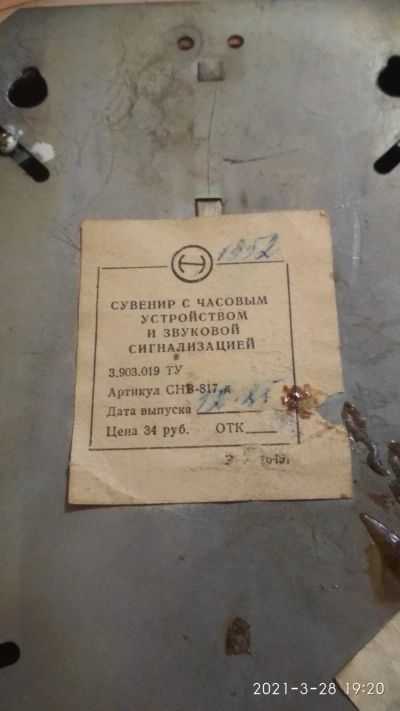 1352
СУВЕНИР С ЧАСОВЫМ
УСТРОЙСТВОМ
И ЗВУКОВОЙ
СИГНАЛИЗАЦИЕЙ
3.903.019 ТУ
Артикул СНВ-817-д
Дата выпуска
Цена 34 руб. ОТК
2021-3-28 19:20